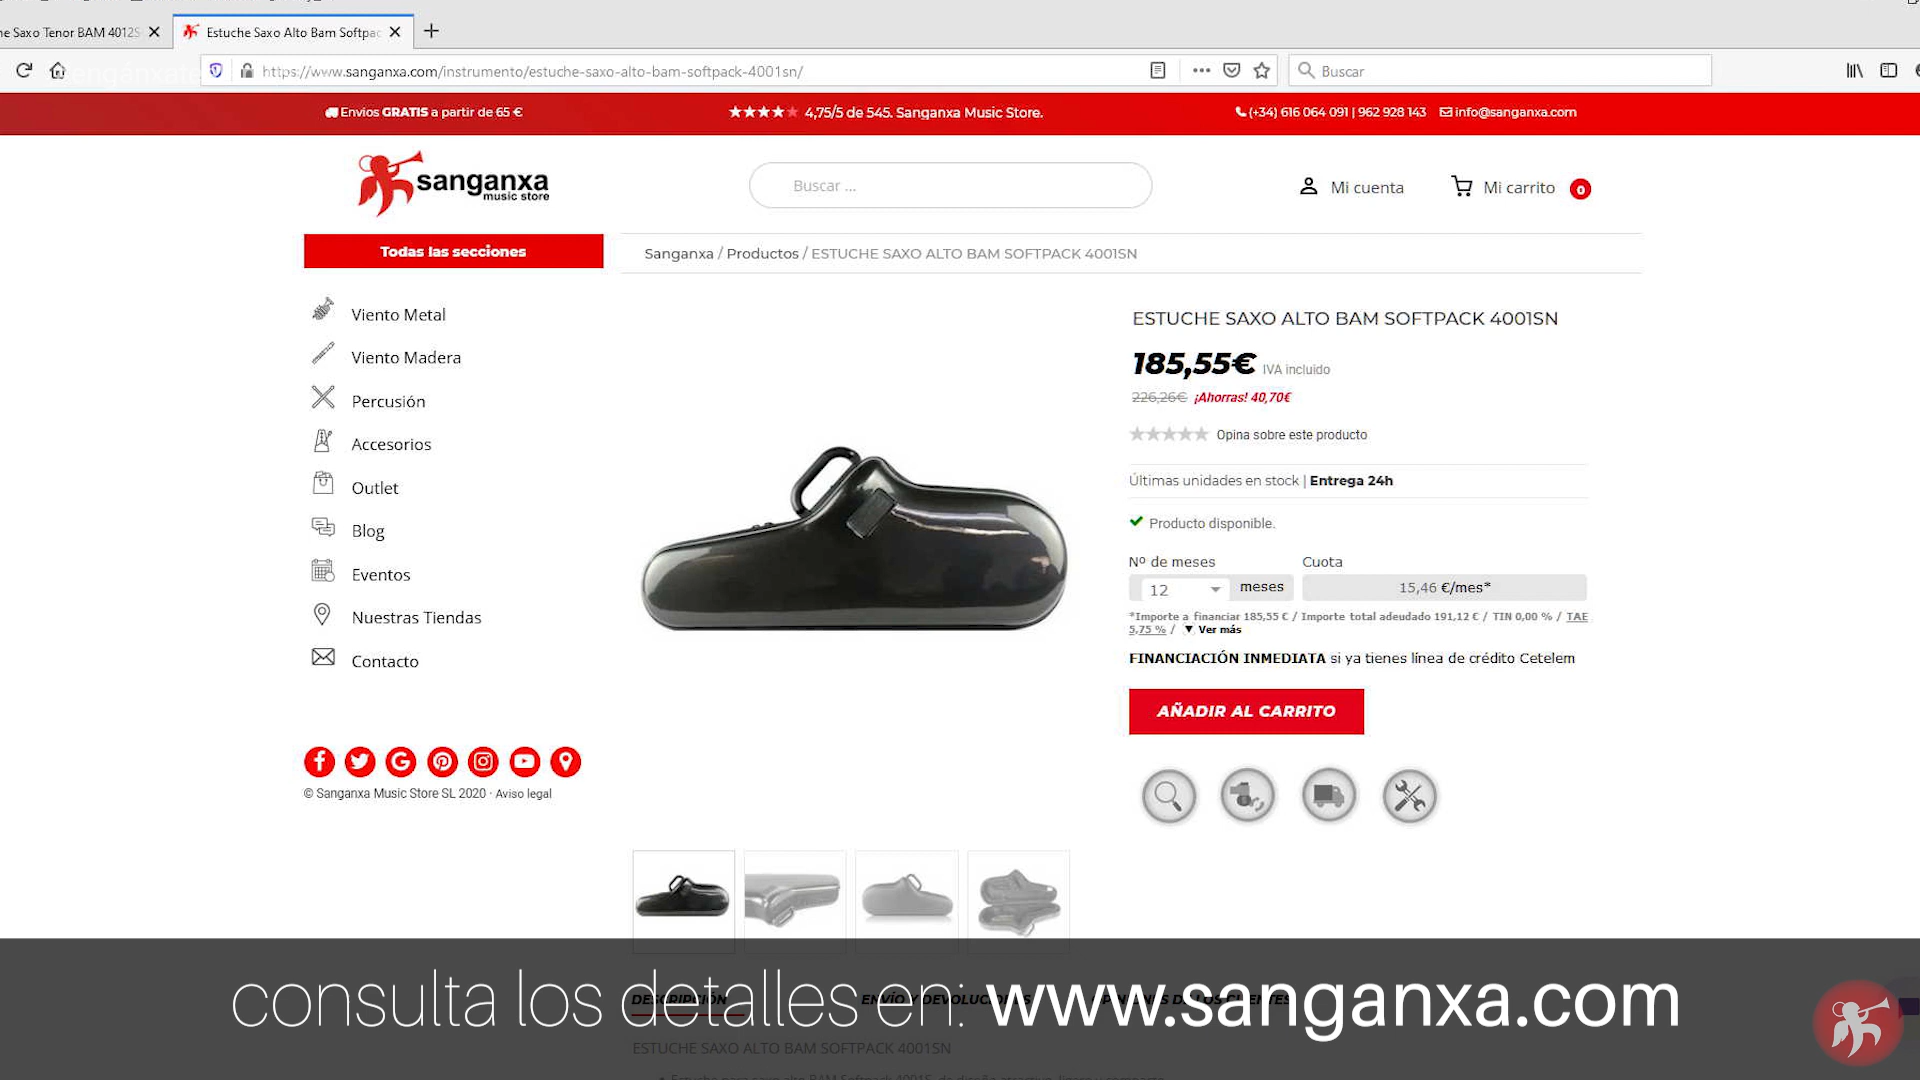 Saxo Tenor BAM 4012S
Estuche Saxo Alto Bam Softpac
https://www.sanganxa.com/instrumento/estuche-saxo-alto-bam-softpack-4001sn/
Buscar
Envios GRATIS a partir de 65 €
4,75/5 de 545. Sanganxa Music Store.
(+34) 616 064 091 | 962 928 143
info@sanganxa.com
sanganxa
music store
Buscar ...
Mi cuenta
Mi carrito 0
Todas las secciones
Sanganxa / Productos / ESTUCHE SAXO ALTO BAM SOFTPACK 4001SN
Viento Metal
Viento Madera
Percusión
Accesorios
Outlet
Blog
Eventos
Nuestras Tiendas
Contacto
© Sanganxa Music Store SL 2020 · Aviso legal
ESTUCHE SAXO ALTO BAM SOFTPACK 4001SN
185,55€ IVA incluido
226,26€ ¡Ahorras! 40,70€
Opina sobre este producto
Últimas unidades en stock | Entrega 24h
Producto disponible.
Nº de meses Cuota
12 meses 15,46 €/mes*
*Importe a financiar 185,55 € / Importe total adeudado 191,12 € / TIN 0,00 % / TAE
5,75 % / ▼ Ver más
FINANCIACIÓN INMEDIATA si ya tienes línea de crédito Cetelem
AÑADIR AL CARRITO
DESCRIPCIÓN ENVÍO Y DEVOLUCIONES OPINIONES DE LOS CLIENTES
consulta los detalles en: www.sanganxa.com
ESTUCHE SAXO ALTO BAM SOFTPACK 4001SN